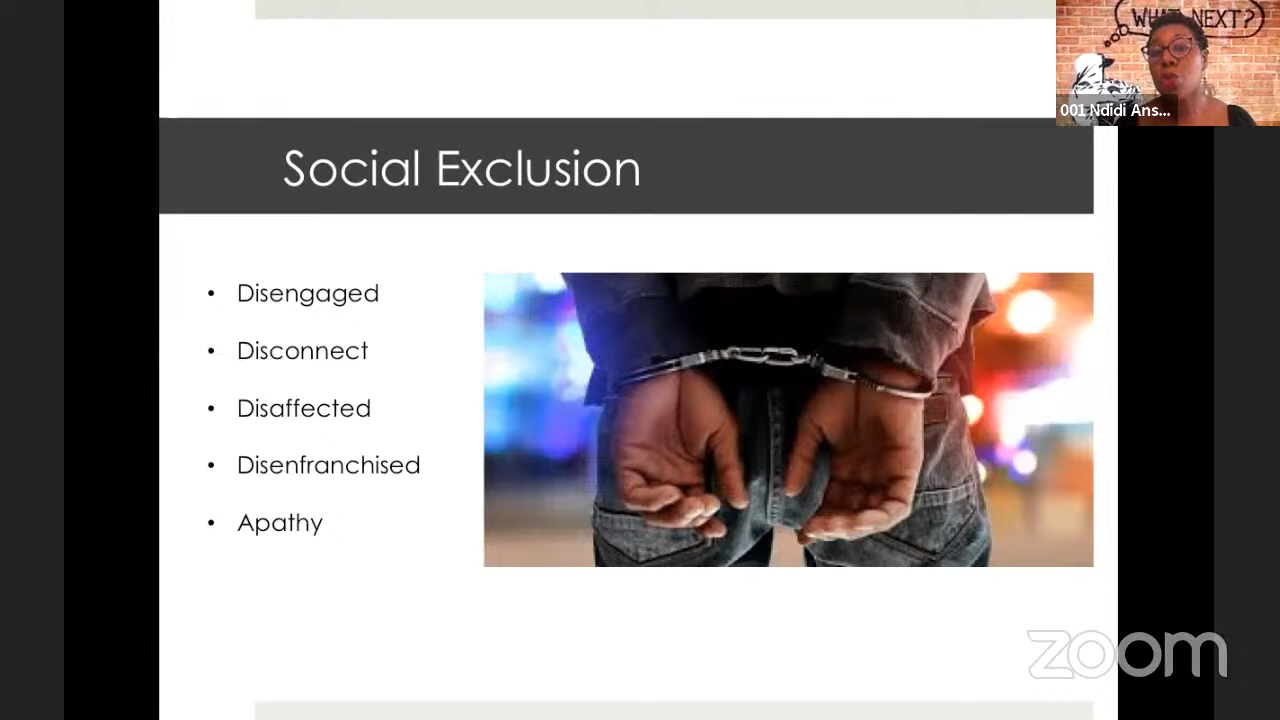 WHAT NEXT?
001 Ndidi Ans...
Social Exclusion
• Disengaged
• Disconnect
• Disaffected
• Disenfranchised
• Apathy
zoom